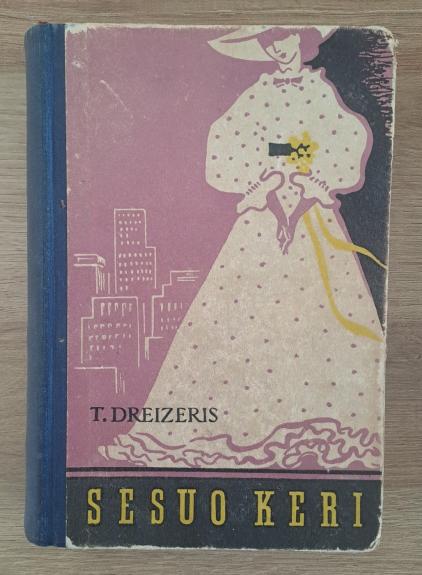 T. DREIZERIS
SESUO KERI